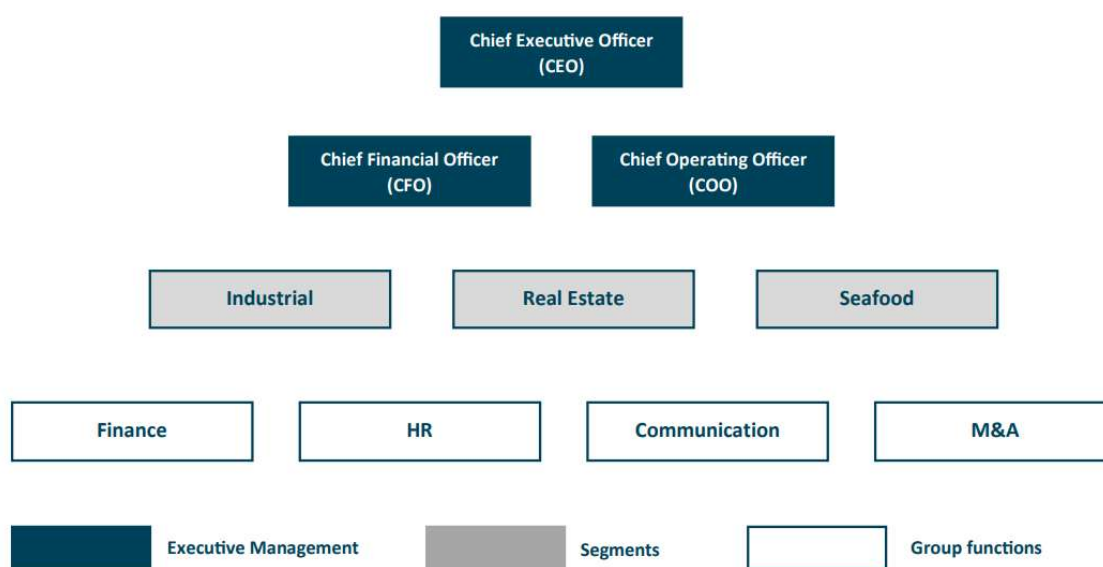 Chief Executive Officer
(CEO)
Chief Financial Officer
(CFO)
Chief Operating Officer
(COO)
Industrial
Real Estate
Seafood
Finance
HR
Communication
M&A
Executive Management
Segments
Group functions